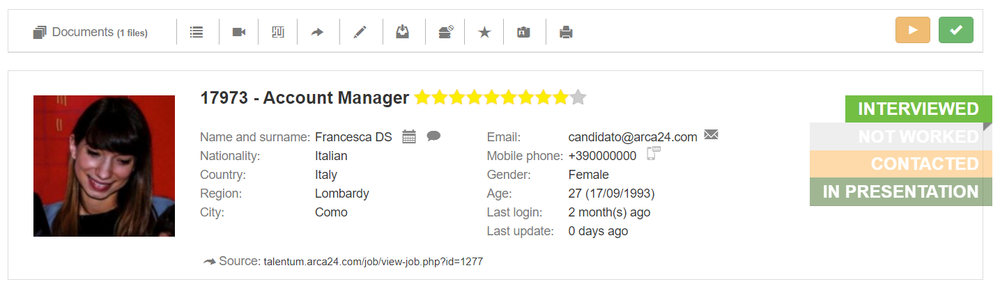 Documents (1 files)
17973 - Account Manager
INTERVIEWED
NOT WORKED
CONTACTED
IN PRESENTATION
Name and surname: Francesca DS
Nationality: Italian
Country: Italy
Region: Lombardy
City: Como
Email: candidato@arca24.com
Mobile phone: +390000000
Gender: Female
Age: 27 (17/09/1993)
Last login: 2 month(s) ago
Last update: 0 days ago
Source: talentum.arca24.com/job/view-job.php?id=1277